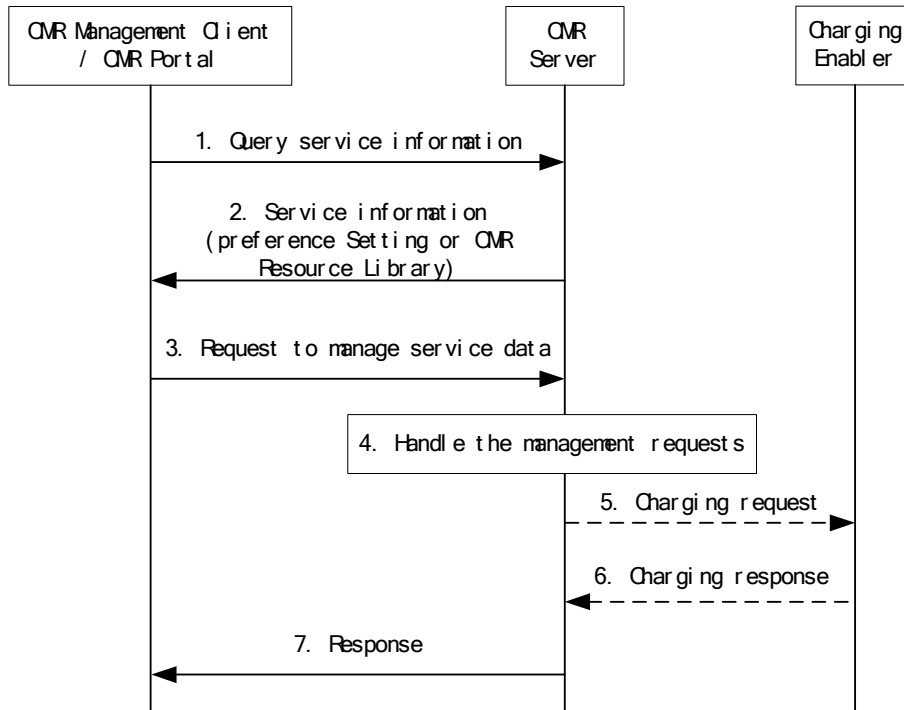 CMR Management Client
/ CMR Portal
CMR
Server
Charging
Enabler
1. Query service information
2. Service information
(preference Setting or CMR
Resource Library)
3. Request to manage service data
4. Handle the management requests
5. Charging request
6. Charging response
7. Response